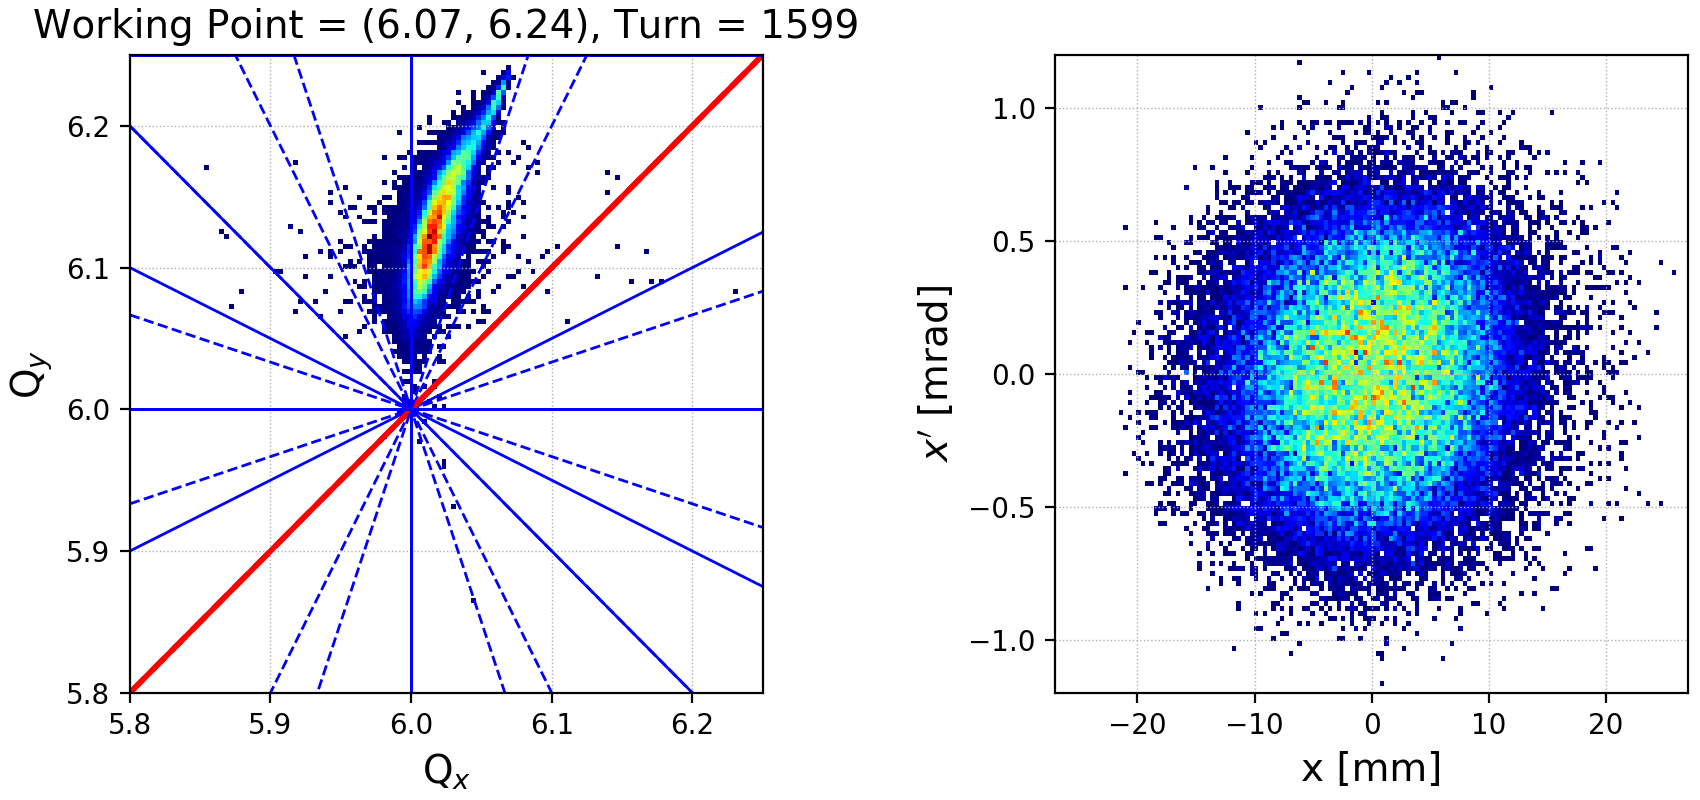 Working Point = (6.07, 6.24), Turn = 1599
6.2
6.1
6.0
5.9
5.8
Q_y
5.8 5.9 6.0 6.1 6.2
Q_x
1.0
0.5
0.0
−0.5
−1.0
x′ [mrad]
−20 −10 0 10 20
x [mm]